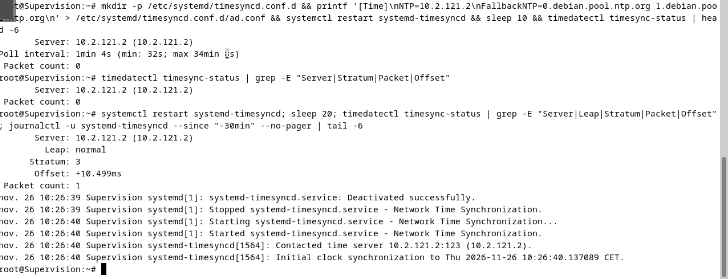 root@Supervision:~# mkdir -p /etc/systemd/timesyncd.conf.d && printf '[Time]\nNTP=10.2.121.2\nFallbackNTP=0.debian.pool.ntp.org 1.debian.poo
ntp.org\n' > /etc/systemd/timesyncd.conf.d/ad.conf && systemctl restart systemd-timesyncd && sleep 10 && timedatectl timesync-status | hea
d -6
Server: 10.2.121.2 (10.2.121.2)
Poll interval: 1min 4s (min: 32s; max 34min 8s)
Packet count: 0
root@Supervision:~# timedatectl timesync-status | grep -E "Server|Stratum|Packet|Offset"
Server: 10.2.121.2 (10.2.121.2)
Packet count: 0
root@Supervision:~# systemctl restart systemd-timesyncd; sleep 20; timedatectl timesync-status | grep -E "Server|Leap|Stratum|Packet|Offset"
; journalctl -u systemd-timesyncd --since "-30min" --no-pager | tail -6
Server: 10.2.121.2 (10.2.121.2)
Leap: normal
Stratum: 3
Offset: +10.499ms
Packet count: 1
nov. 26 10:26:39 Supervision systemd[1]: systemd-timesyncd.service: Deactivated successfully.
nov. 26 10:26:39 Supervision systemd[1]: Stopped systemd-timesyncd.service - Network Time Synchronization.
nov. 26 10:26:40 Supervision systemd[1]: Starting systemd-timesyncd.service - Network Time Synchronization...
nov. 26 10:26:40 Supervision systemd[1]: Started systemd-timesyncd.service - Network Time Synchronization.
nov. 26 10:26:40 Supervision systemd-timesyncd[1564]: Contacted time server 10.2.121.2:123 (10.2.121.2).
nov. 26 10:26:40 Supervision systemd-timesyncd[1564]: Initial clock synchronization to Thu 2026-11-26 10:26:40.137089 CET.
root@Supervision:~#